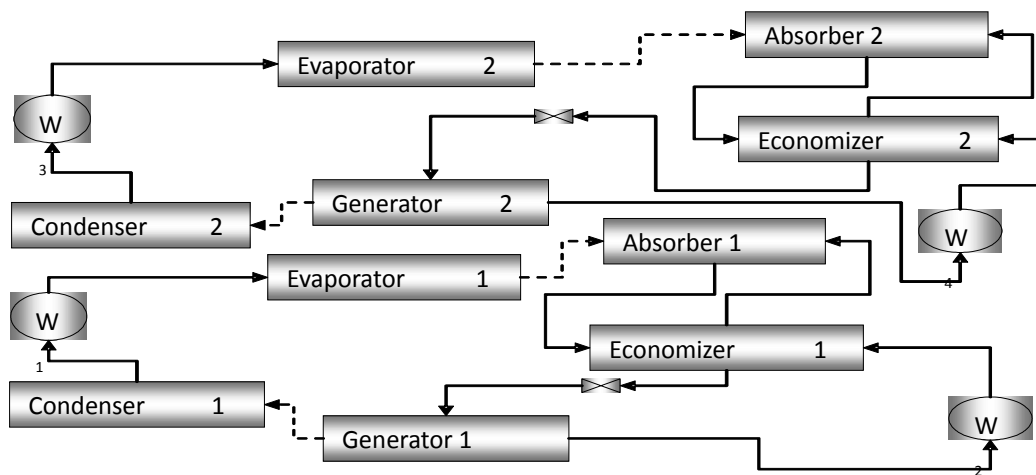 Absorber 2
Evaporator 2
W
Economizer 2
3
Generator 2
Condenser 2
W
Absorber 1
Evaporator 1
4
W
Economizer 1
1
Condenser 1
W
Generator 1
2